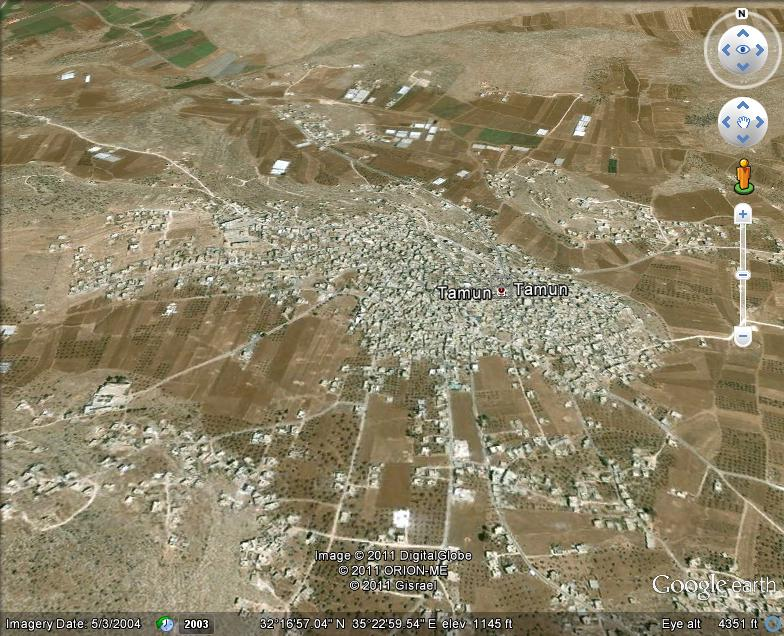 N
Tamun Tamun
Image © 2011 DigitalGlobe
© 2011 ORION-ME
© 2011 Gisrael
Google earth
Imagery Date: 5/3/2004 2003 32°16'57.04" N 35°22'59.54" E elev 1145 ft Eye alt 4351 ft